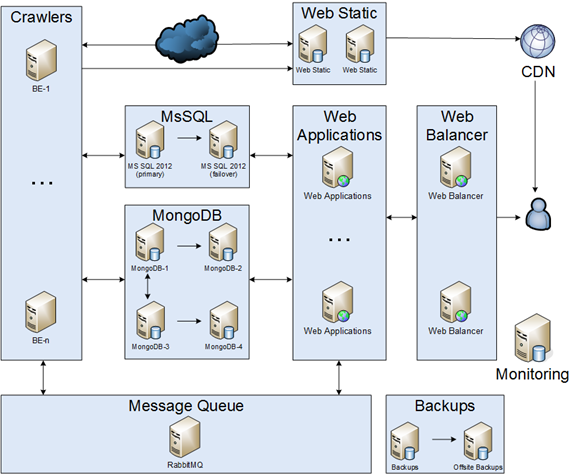 Crawlers
BE-1
...
BE-n
Web Static
Web Static
Web Static
CDN
MsSQL
MS SQL 2012
(primary)
MS SQL 2012
(failover)
MongoDB
MongoDB-1
MongoDB-2
MongoDB-3
MongoDB-4
Web
Applications
Web Applications
...
Web Applications
Web
Balancer
Web Balancer
Web Balancer
Monitoring
Message Queue
RabbitMQ
Backups
Backups
Offsite Backups